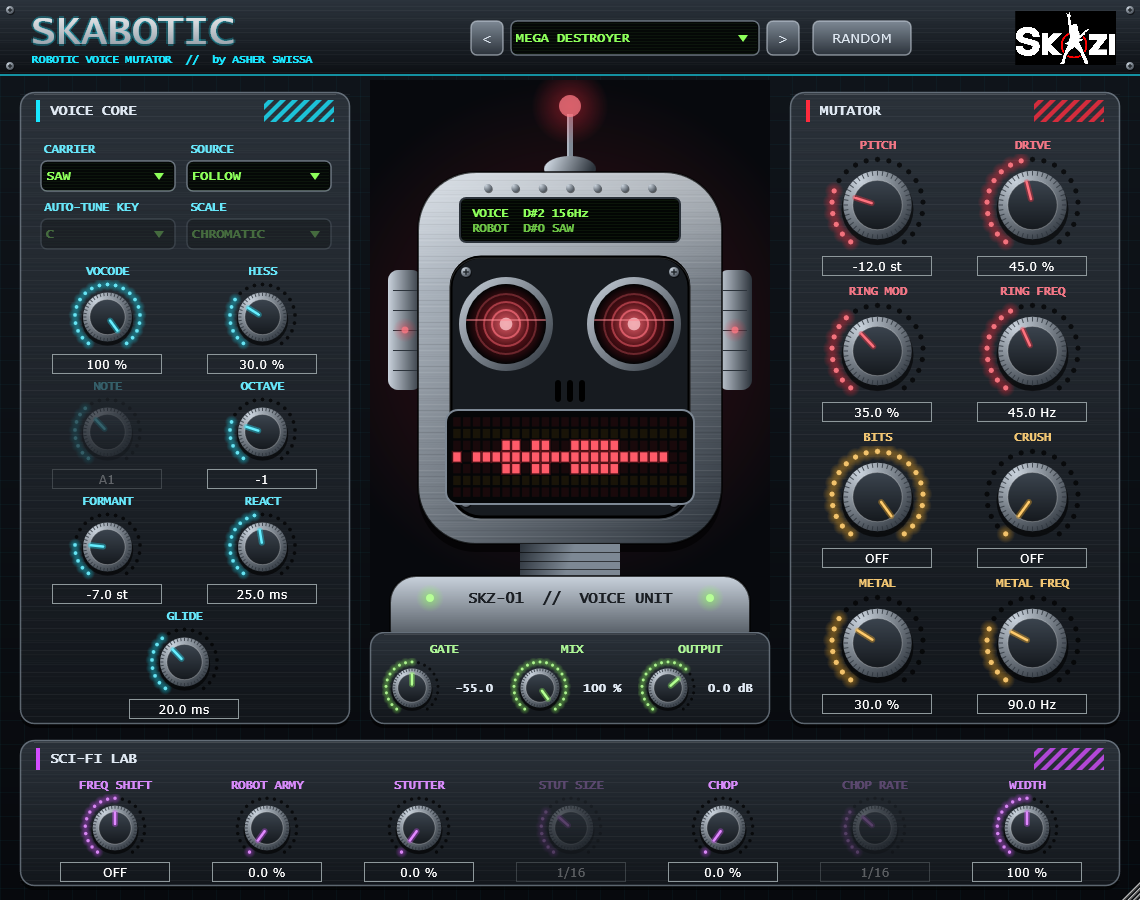 SKABOTIC
ROBOTIC VOICE MUTATOR // by ASHER SWISSA
<
MEGA DESTROYER
>
RANDOM
SKAZI
VOICE CORE
CARRIER
SOURCE
SAW
FOLLOW
AUTO-TUNE KEY
SCALE
C
CHROMATIC
VOCODE
HISS
100 %
30.0 %
NOTE
OCTAVE
A1
-1
FORMANT
REACT
-7.0 st
25.0 ms
GLIDE
20.0 ms
VOICE D#2 156Hz
ROBOT D#0 SAW
SKZ-01 // VOICE UNIT
GATE
MIX
OUTPUT
-55.0
100 %
0.0 dB
MUTATOR
PITCH
DRIVE
-12.0 st
45.0 %
RING MOD
RING FREQ
35.0 %
45.0 Hz
BITS
CRUSH
OFF
OFF
METAL
METAL FREQ
30.0 %
90.0 Hz
SCI-FI LAB
FREQ SHIFT
ROBOT ARMY
STUTTER
STUT SIZE
CHOP
CHOP RATE
WIDTH
OFF
0.0 %
0.0 %
1/16
0.0 %
1/16
100 %